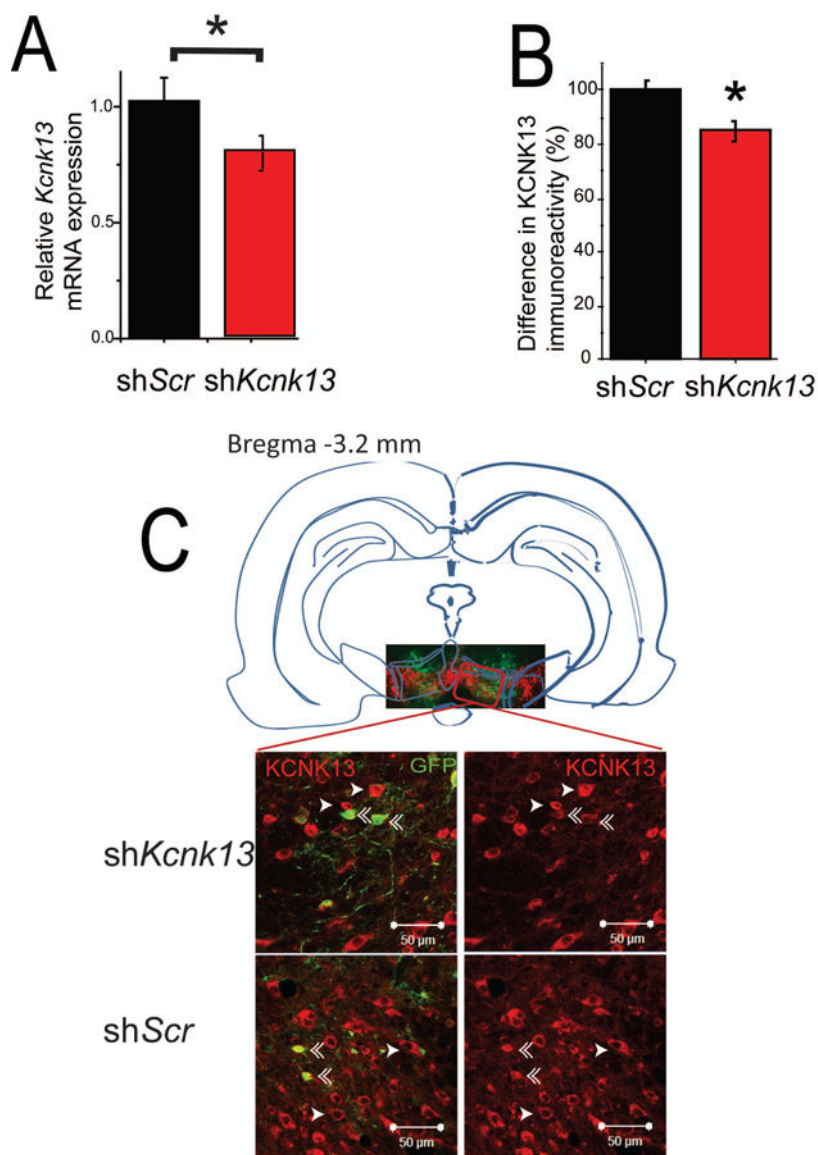 A
*
Relative Kcnk13
mRNA expression
1.0
0.5
0.0
shScr shKcnk13
B
*
Difference in KCNK13
immunoreactivity (%)
100
80
60
40
20
0
shScr shKcnk13
Bregma -3.2 mm
C
KCNK13 GFP
KCNK13
shKcnk13
50 µm
50 µm
shScr
50 µm
50 µm